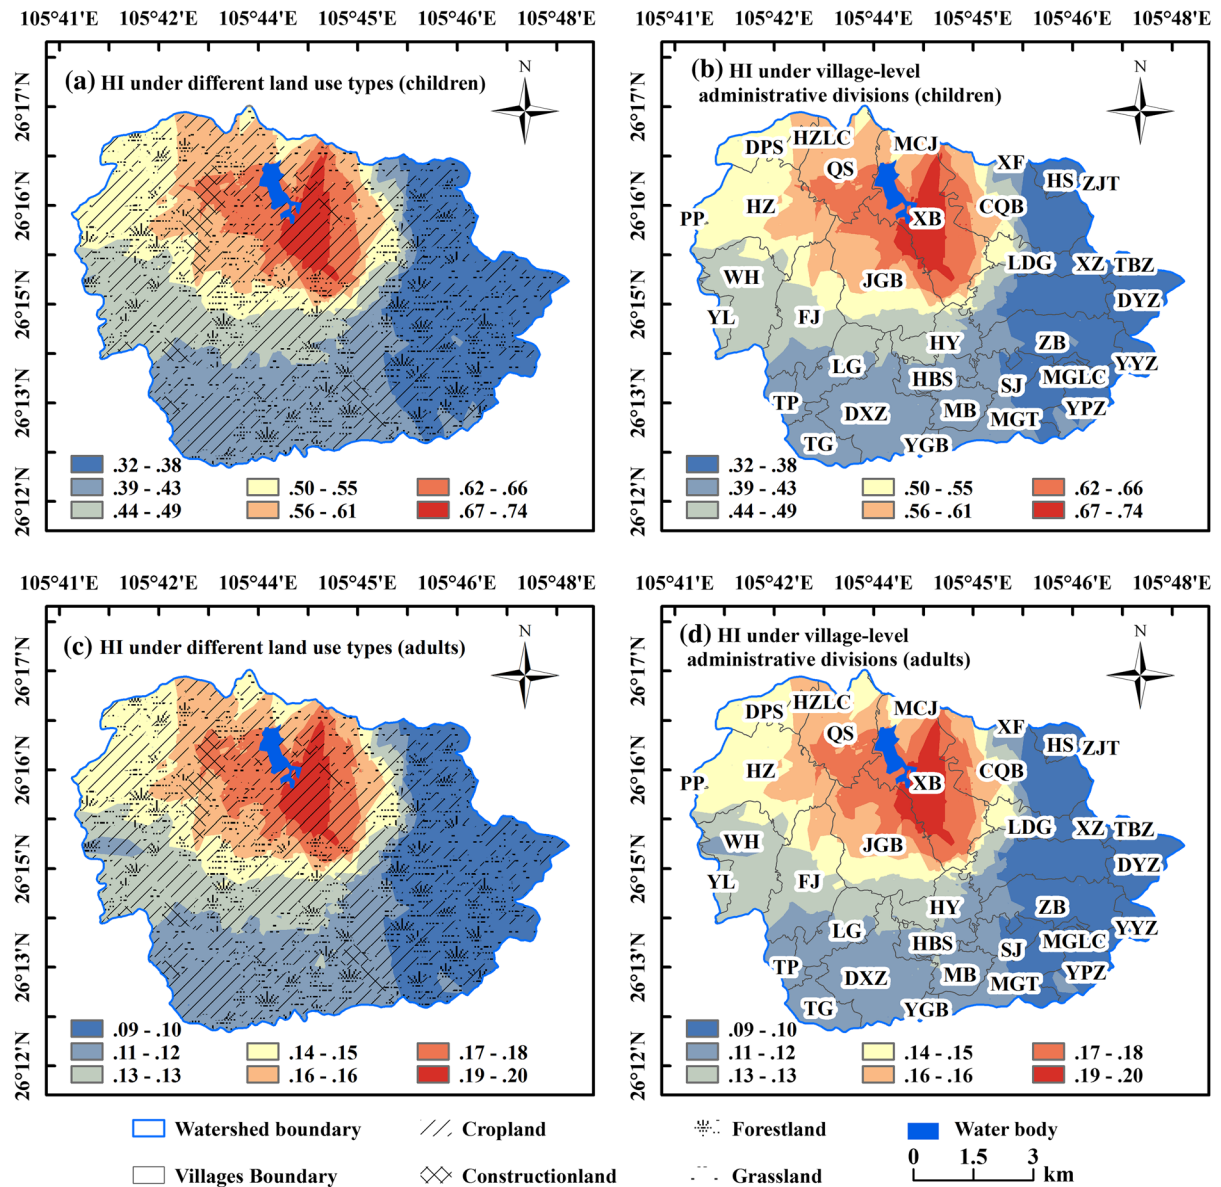 105°41'E 105°42'E 105°44'E 105°45'E 105°46'E 105°48'E
105°41'E 105°42'E 105°44'E 105°45'E 105°46'E 105°48'E
(a) HI under different land use types (children)
N
26°17'N
26°16'N
26°15'N
26°13'N
26°12'N
.32 - .38
.39 - .43
.44 - .49
.50 - .55
.56 - .61
.62 - .66
.67 - .74
(b) HI under village-level
administrative divisions (children)
N
26°17'N
26°16'N
26°15'N
26°13'N
26°12'N
HZLC
MCJ
DPS
QS
XF
HS
ZJT
HZ
CQB
PP
XB
WH
JGB
LDG
XZ
TBZ
DYZ
YL
FJ
HY
ZB
YYZ
LG
HBS
SJ
MGLC
TP
DXZ
MB
MGT
YPZ
TG
YGB
.32 - .38
.39 - .43
.44 - .49
.50 - .55
.56 - .61
.62 - .66
.67 - .74
105°41'E 105°42'E 105°44'E 105°45'E 105°46'E 105°48'E
105°41'E 105°42'E 105°44'E 105°45'E 105°46'E 105°48'E
(c) HI under different land use types (adults)
N
26°17'N
26°16'N
26°15'N
26°13'N
26°12'N
.09 - .10
.11 - .12
.13 - .13
.14 - .15
.16 - .16
.17 - .18
.19 - .20
(d) HI under village-level
administrative divisions (adults)
N
26°17'N
26°16'N
26°15'N
26°13'N
26°12'N
HZLC
MCJ
DPS
QS
XF
HS
ZJT
HZ
CQB
PP
XB
WH
JGB
LDG
XZ
TBZ
DYZ
YL
FJ
HY
ZB
YYZ
LG
HBS
SJ
MGLC
TP
DXZ
MB
MGT
YPZ
TG
YGB
.09 - .10
.11 - .12
.13 - .13
.14 - .15
.16 - .16
.17 - .18
.19 - .20
Watershed boundary
Cropland
Forestland
Water body
Villages Boundary
Constructionland
Grassland
0 1.5 3
km